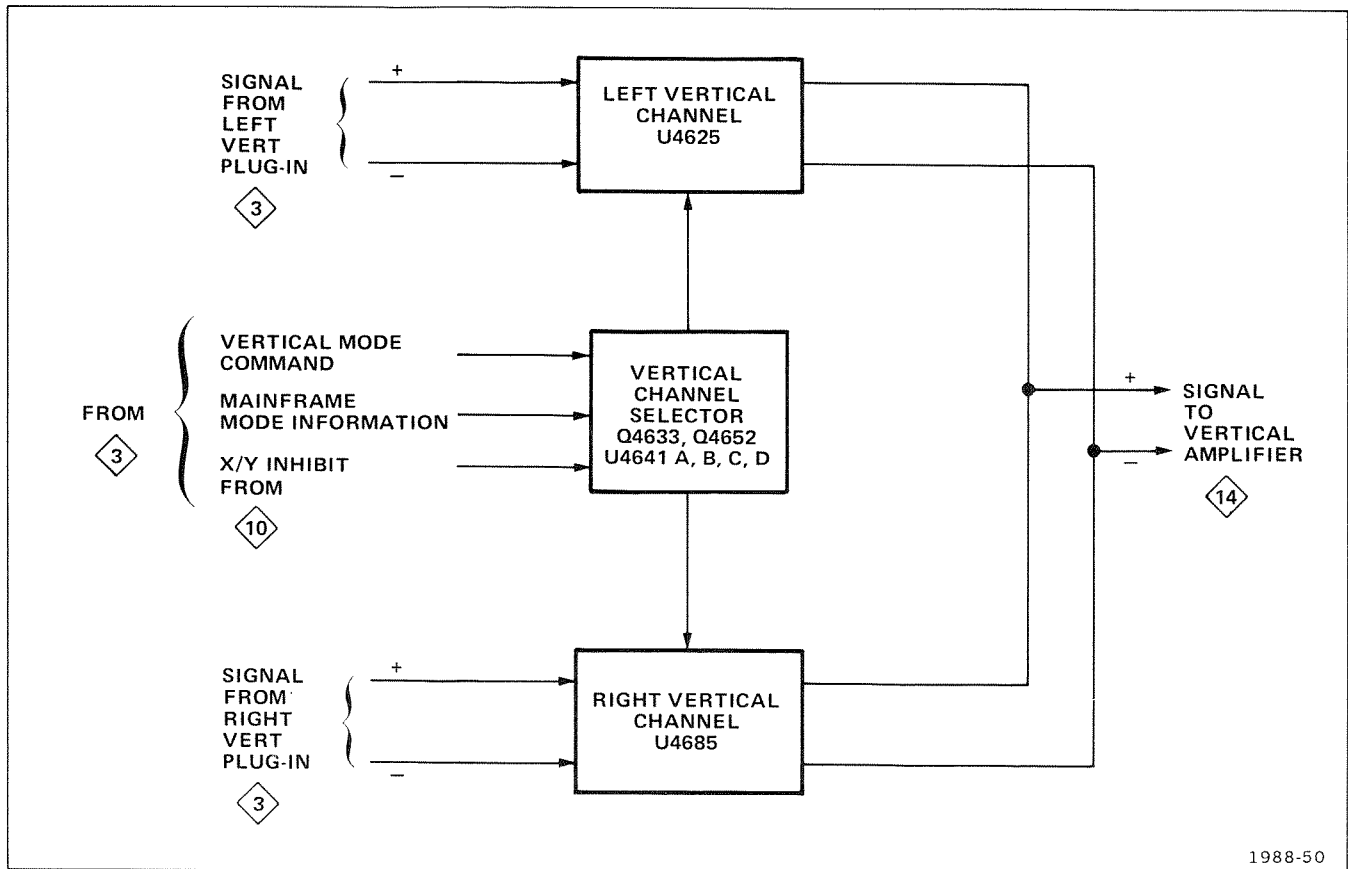 SIGNAL
FROM
LEFT
VERT
PLUG-IN
3
+
−
LEFT VERTICAL
CHANNEL
U4625
FROM
3
VERTICAL MODE
COMMAND
MAINFRAME
MODE INFORMATION
X/Y INHIBIT
FROM
10
VERTICAL
CHANNEL
SELECTOR
Q4633, Q4652
U4641 A, B, C, D
+
−
SIGNAL
TO
VERTICAL
AMPLIFIER
14
SIGNAL
FROM
RIGHT
VERT
PLUG-IN
3
+
−
RIGHT VERTICAL
CHANNEL
U4685
1988-50